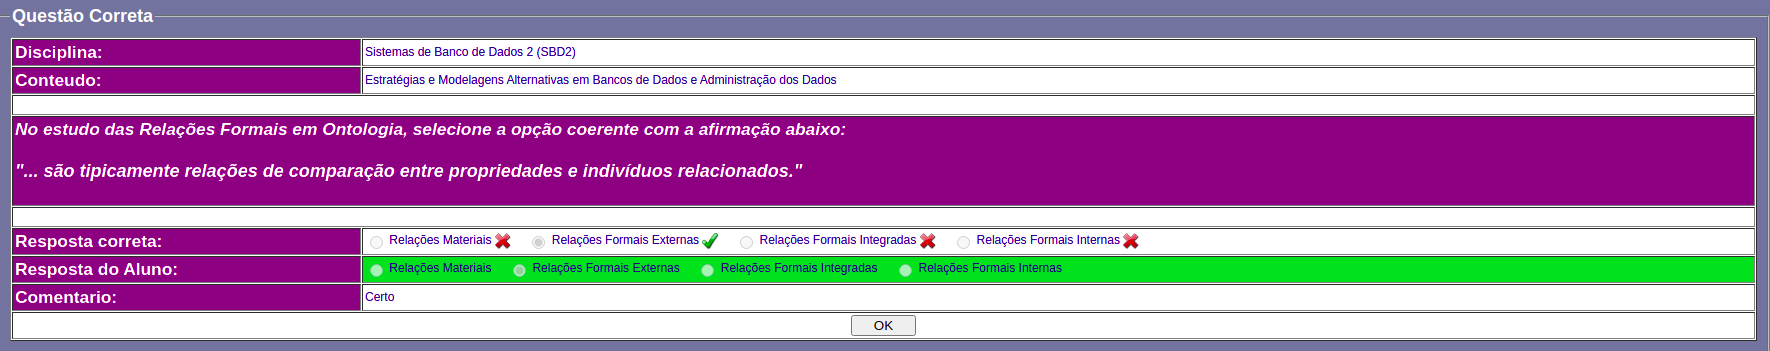 Questão Correta
Disciplina: Sistemas de Banco de Dados 2 (SBD2)
Conteudo: Estratégias e Modelagens Alternativas em Bancos de Dados e Administração dos Dados
No estudo das Relações Formais em Ontologia, selecione a opção coerente com a afirmação abaixo:
"... são tipicamente relações de comparação entre propriedades e indivíduos relacionados."
Resposta correta: Relações Materiais Relações Formais Externas Relações Formais Integradas Relações Formais Internas
Resposta do Aluno: Relações Materiais Relações Formais Externas Relações Formais Integradas Relações Formais Internas
Comentario: Certo
OK